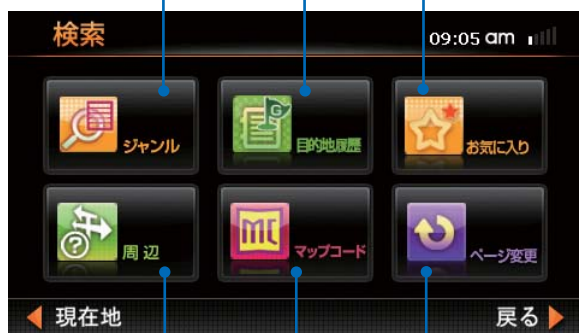 検索
09:05 am
ジャンル
G
目的地履歴
お気に入り
周辺
?
MC
マップコード
ページ変更
現在地
戻る